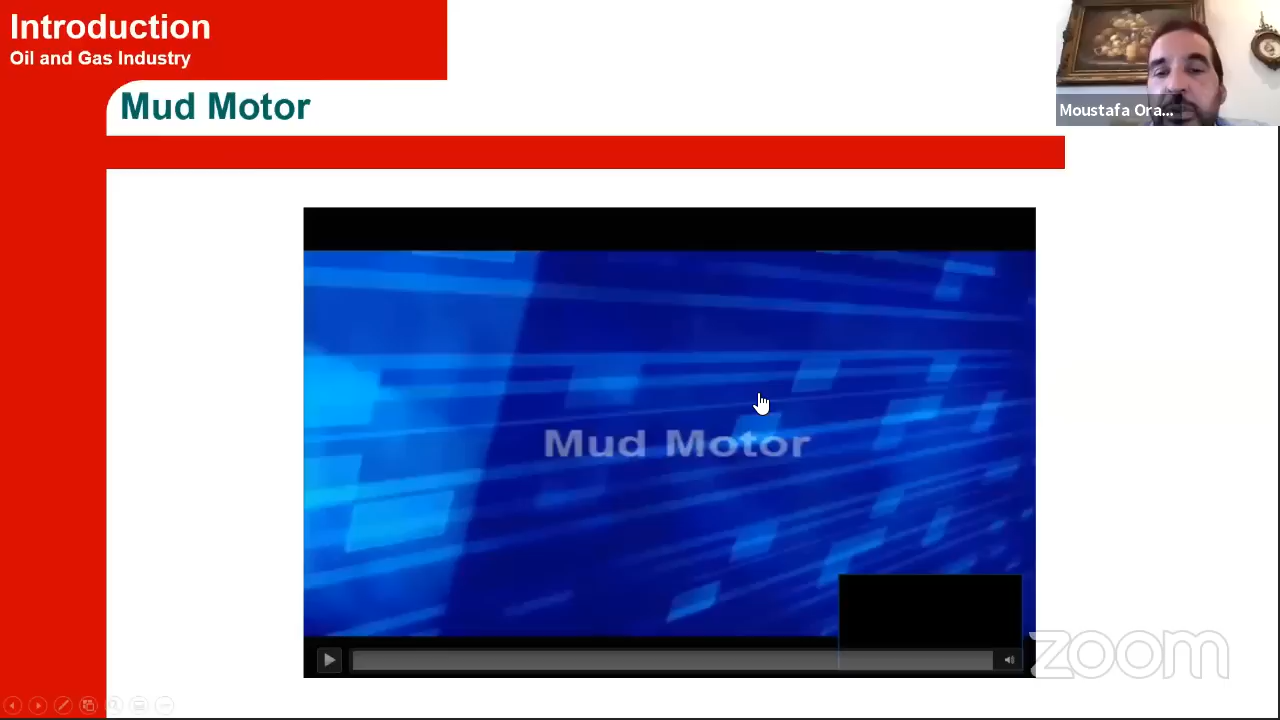 Introduction
Oil and Gas Industry
Mud Motor
Moustafa Ora...
Mud Motor
zoom